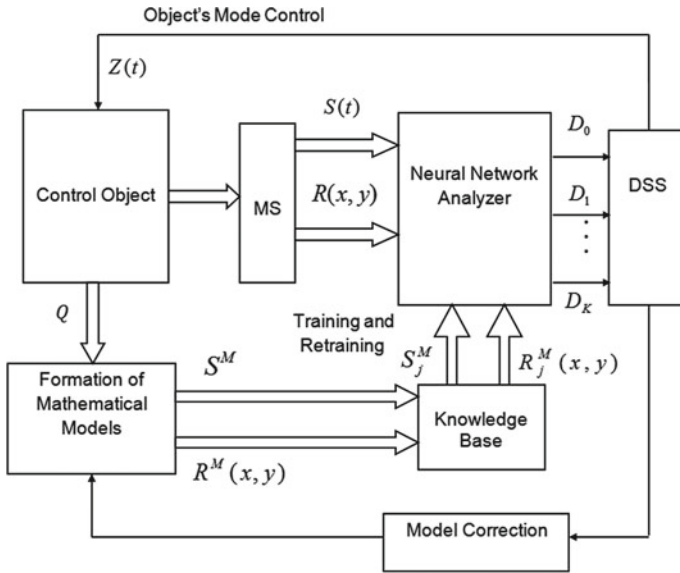 Object's Mode Control
Z(t)
S(t)
Control Object
MS
R(x, y)
Neural Network
Analyzer
D_0
D_1
⋮
D_K
DSS
Q
Training and
Retraining
S_j^M
R_j^M (x, y)
Formation of
Mathematical
Models
S^M
R^M (x, y)
Knowledge
Base
Model Correction